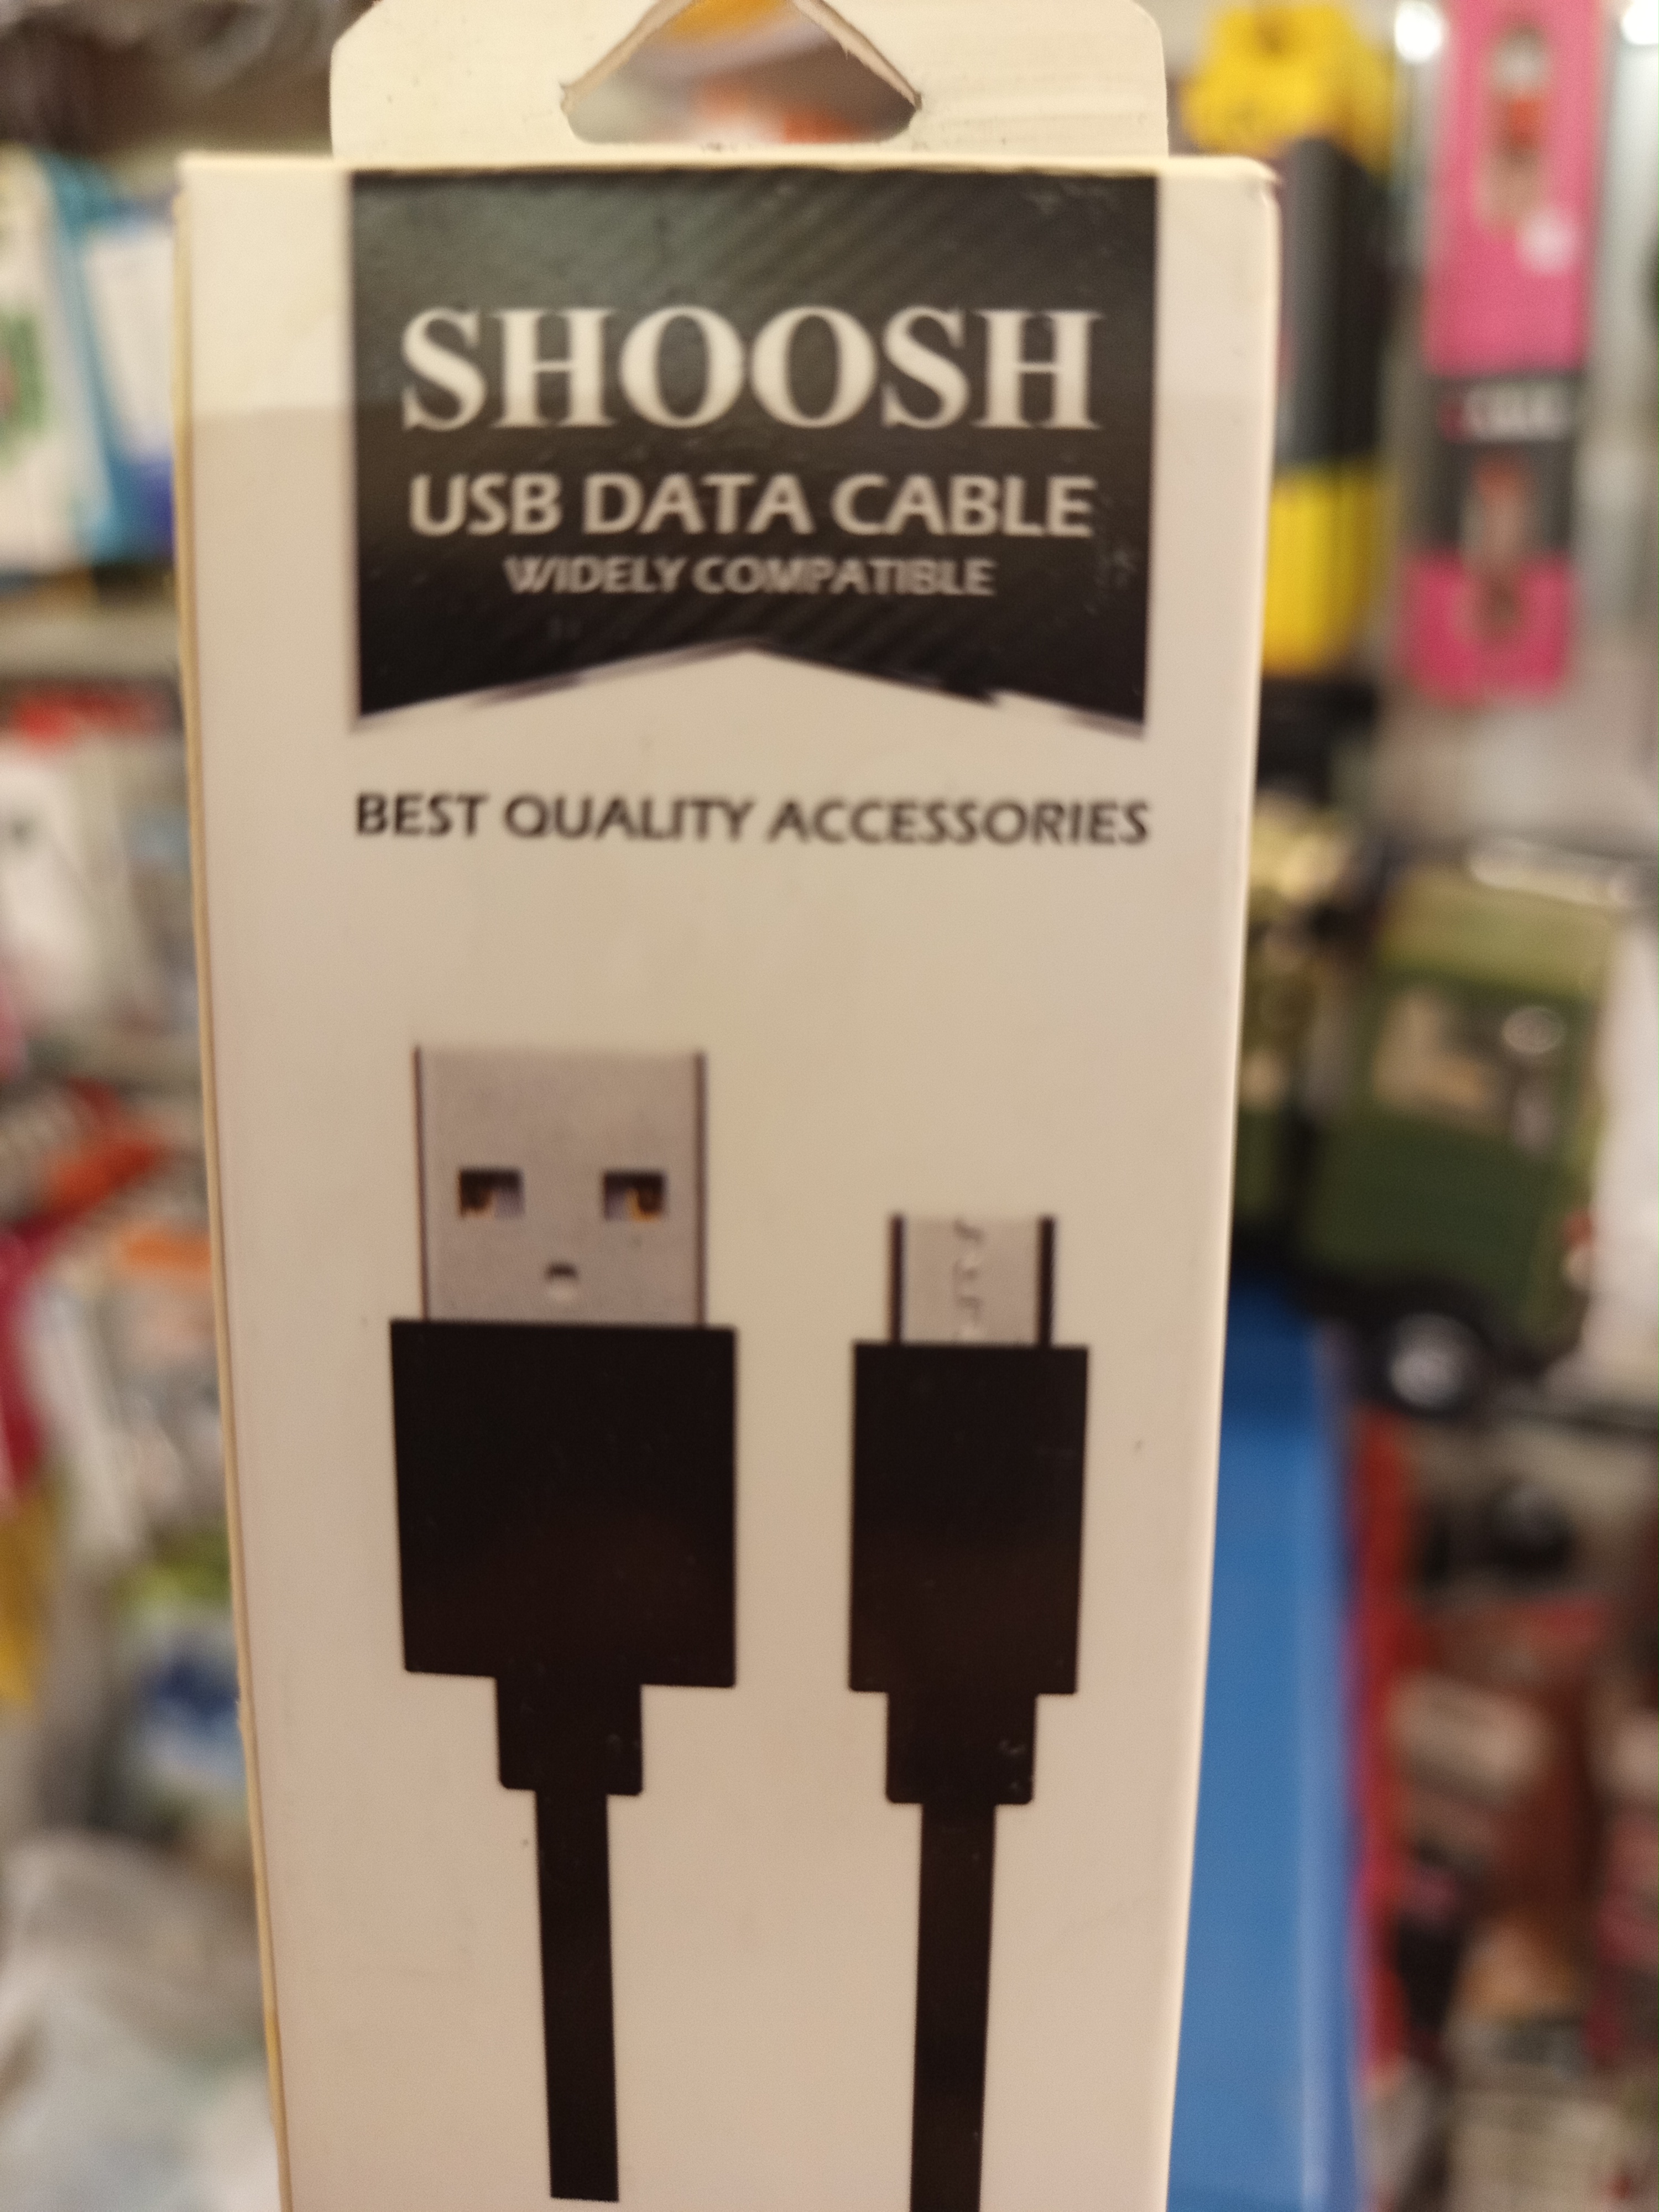 SHOOSH
USB DATA CABLE
WIDELY COMPATIBLE
BEST QUALITY ACCESSORIES